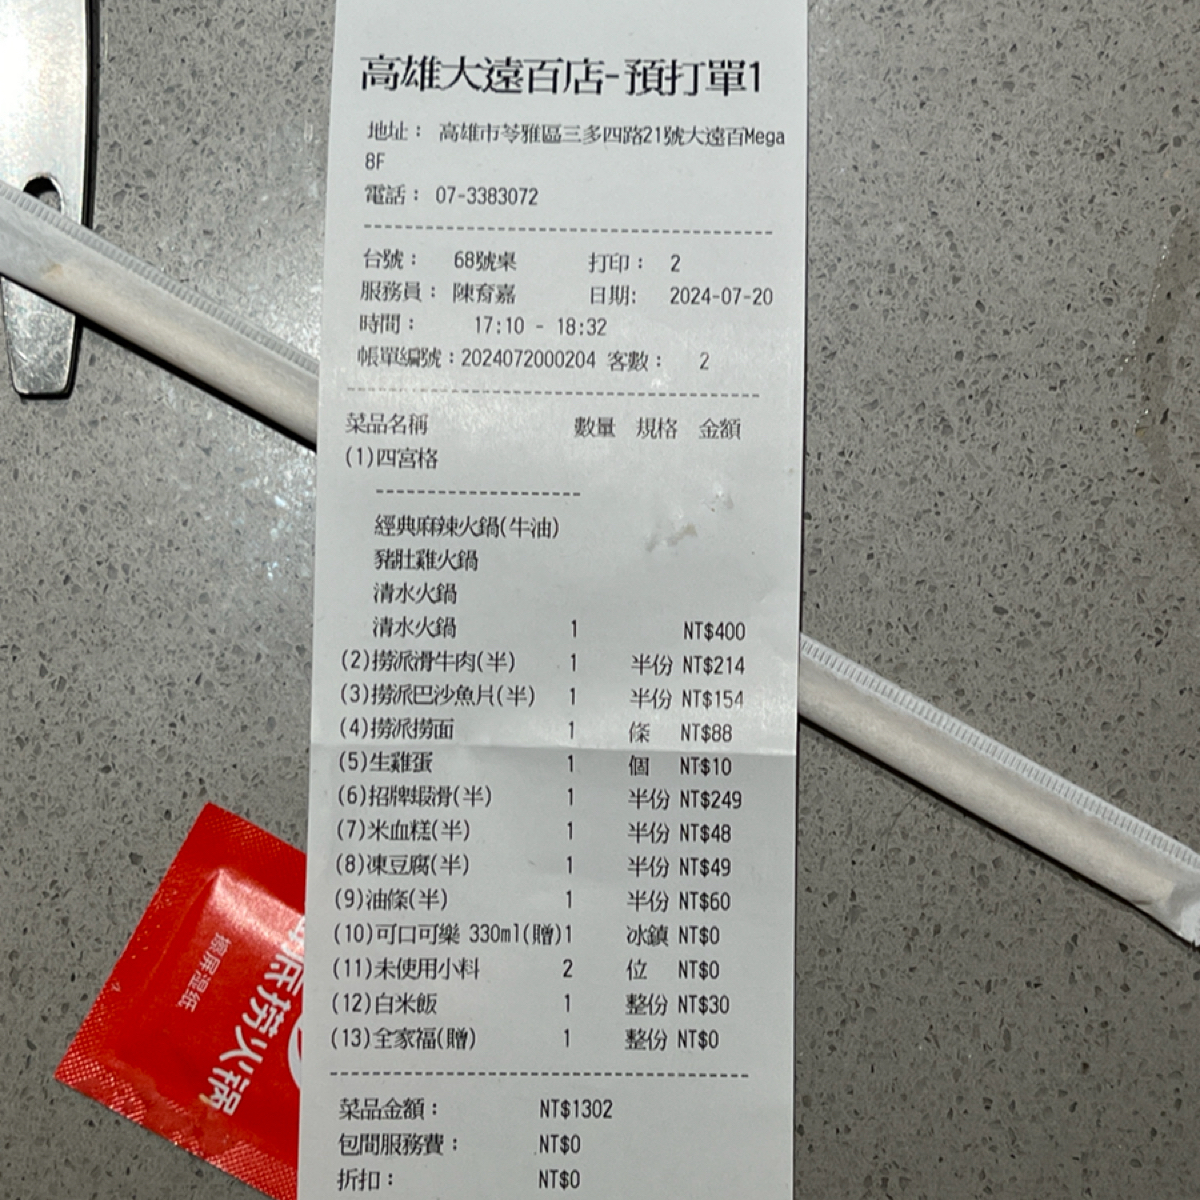 高雄大遠百店-預打單1
地址: 高雄市苓雅區三多四路21號大遠百Mega
8F
電話: 07-3383072
台號: 68號桌 打印: 2
服務員: 陳育嘉 日期: 2024-07-20
時間: 17:10 - 18:32
帳單編號:2024072000204 客數: 2
菜品名稱 數量 規格 金額
(1)四宮格
經典麻辣火鍋(牛油)
豬肚雞火鍋
清水火鍋
清水火鍋 1 NT$400
(2)撈派滑牛肉(半) 1 半份 NT$214
(3)撈派巴沙魚片(半) 1 半份 NT$154
(4)撈派撈面 1 條 NT$88
(5)生雞蛋 1 個 NT$10
(6)招牌蝦滑(半) 1 半份 NT$249
(7)米血糕(半) 1 半份 NT$48
(8)凍豆腐(半) 1 半份 NT$49
(9)油條(半) 1 半份 NT$60
(10)可口可樂 330ml(贈)1 冰鎮 NT$0
(11)未使用小料 2 位 NT$0
(12)白米飯 1 整份 NT$30
(13)全家福(贈) 1 整份 NT$0
菜品金額: NT$1302
包間服務費: NT$0
折扣: NT$0
底捞火锅